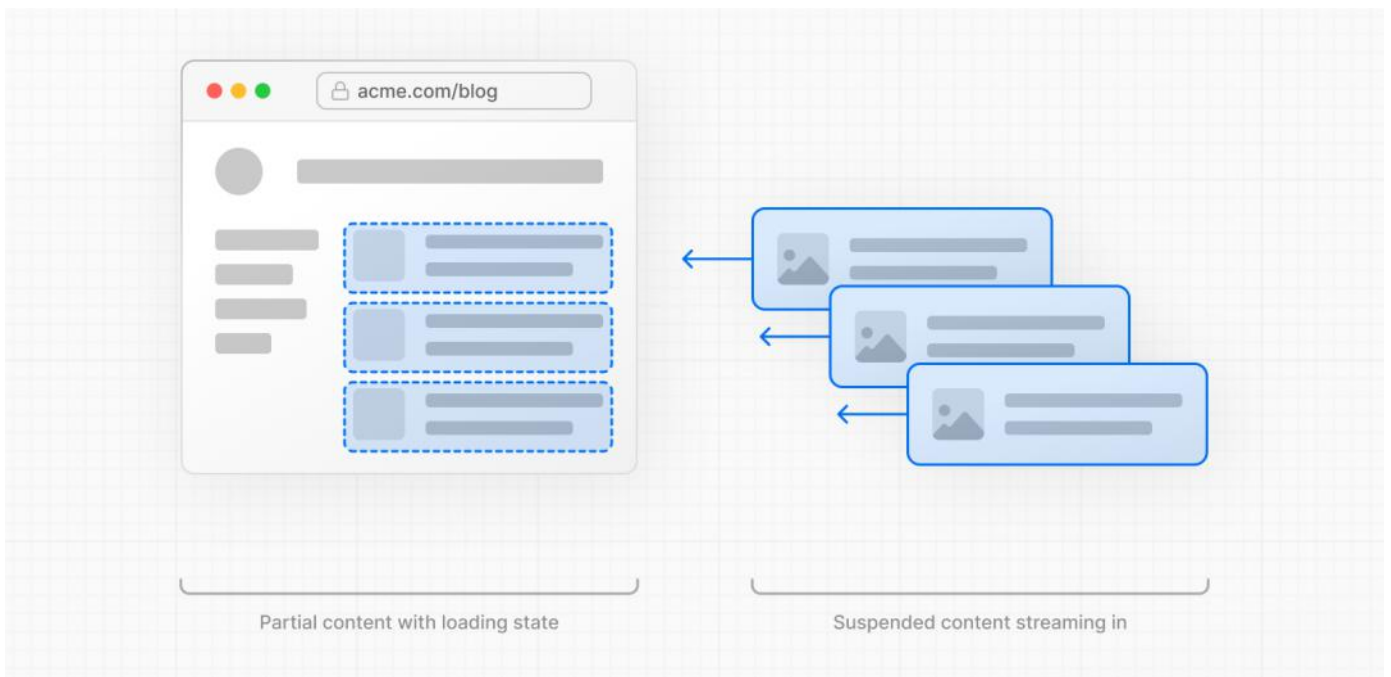 acme.com/blog
Partial content with loading state
Suspended content streaming in